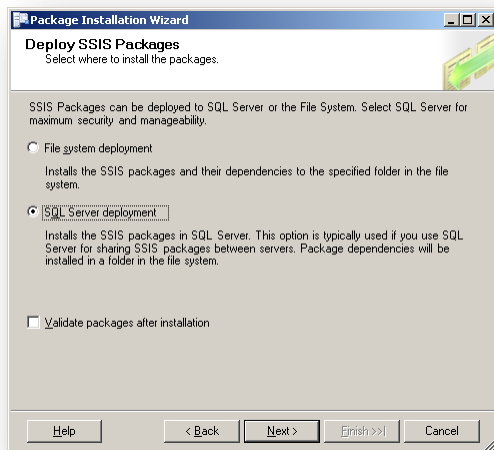 Package Installation Wizard
Deploy SSIS Packages
Select where to install the packages.
SSIS Packages can be deployed to SQL Server or the File System. Select SQL Server for
maximum security and manageability.
File system deployment
Installs the SSIS packages and their dependencies to the specified folder in the file
system.
SQL Server deployment
Installs the SSIS packages in SQL Server. This option is typically used if you use SQL
Server for sharing SSIS packages between servers. Package dependencies will be
installed in a folder in the file system.
Validate packages after installation
Help < Back Next > Finish >>| Cancel